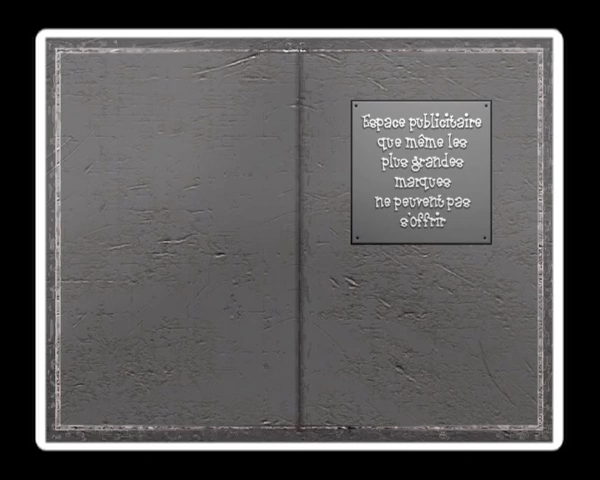 Espace publicitaire
que même les
plus grandes
marques
ne peuvent pas
s'offrir